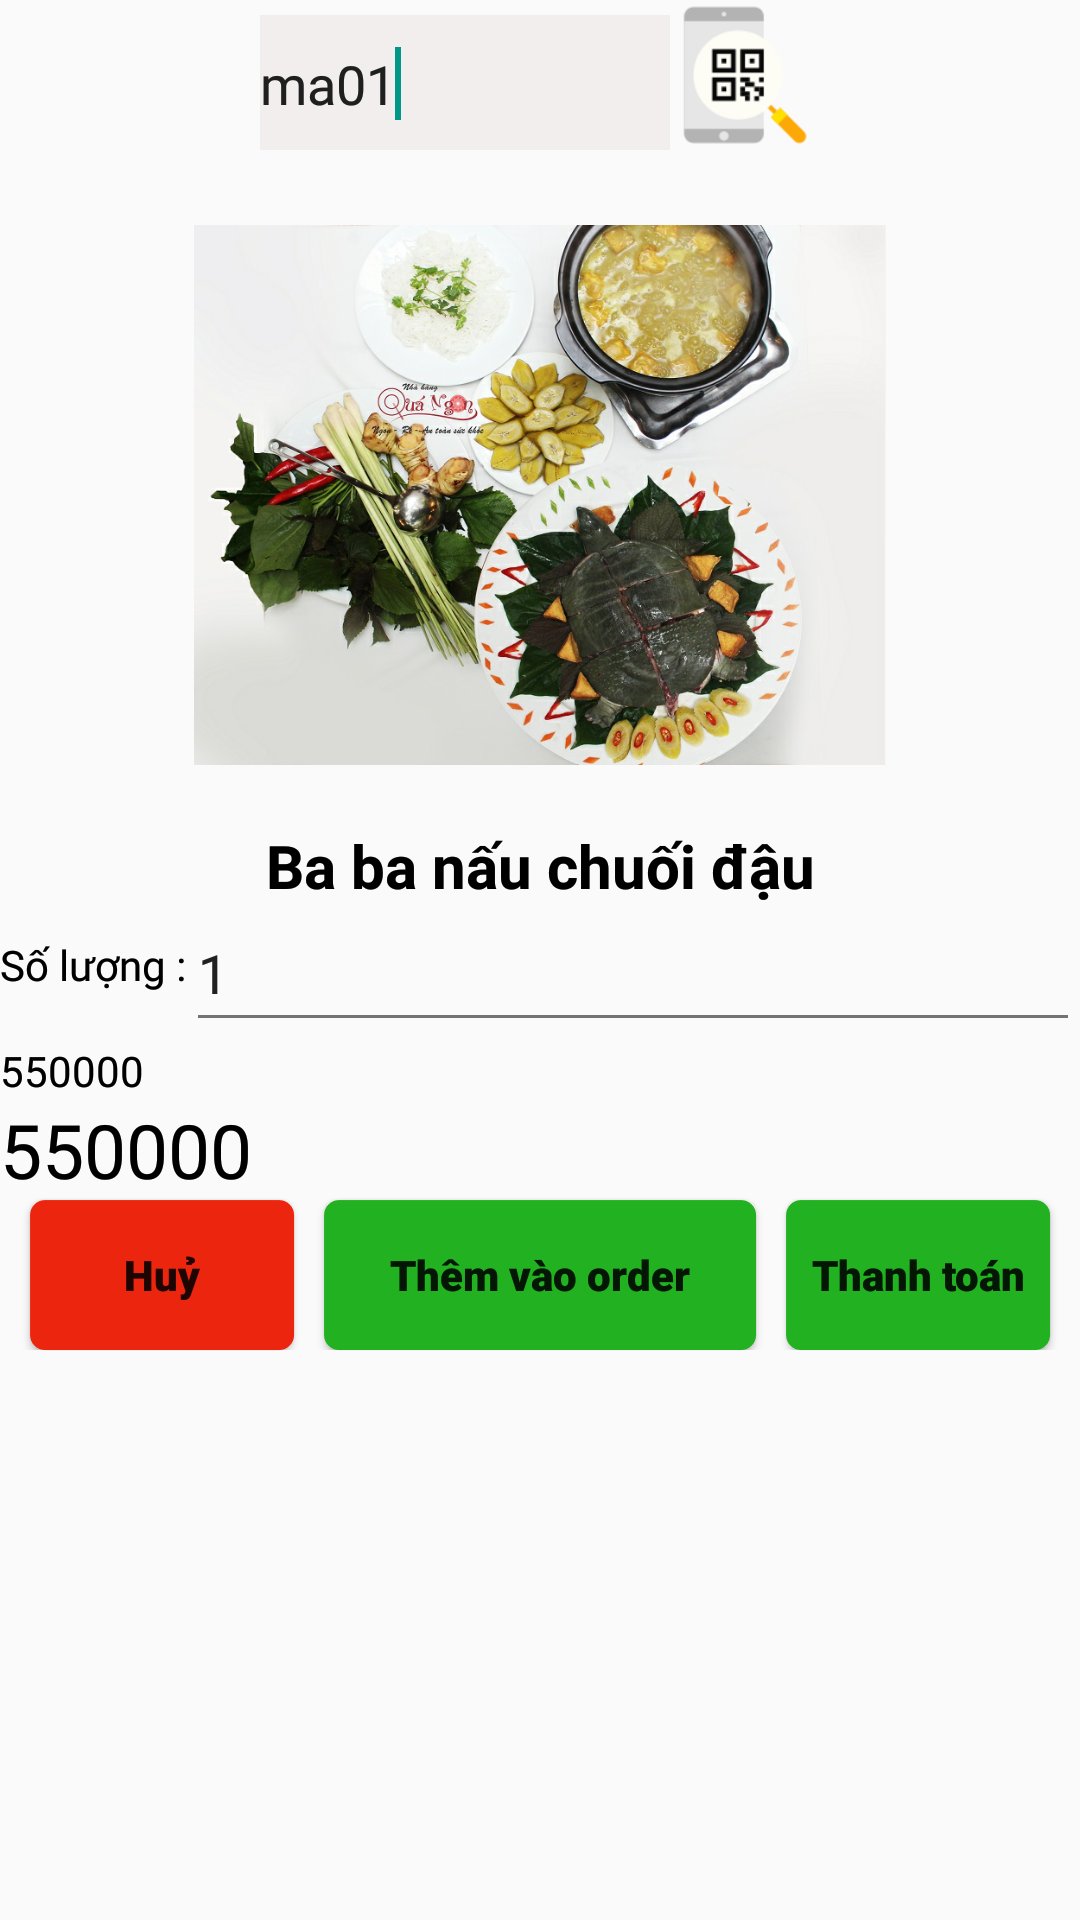 ma01
Nhà hàng
Quá Ngon
Ngon - Rẻ - An toàn sức khỏe
Ba ba nấu chuối đậu
Số lượng : 1
550000
550000
Huỷ Thêm vào order Thanh toán